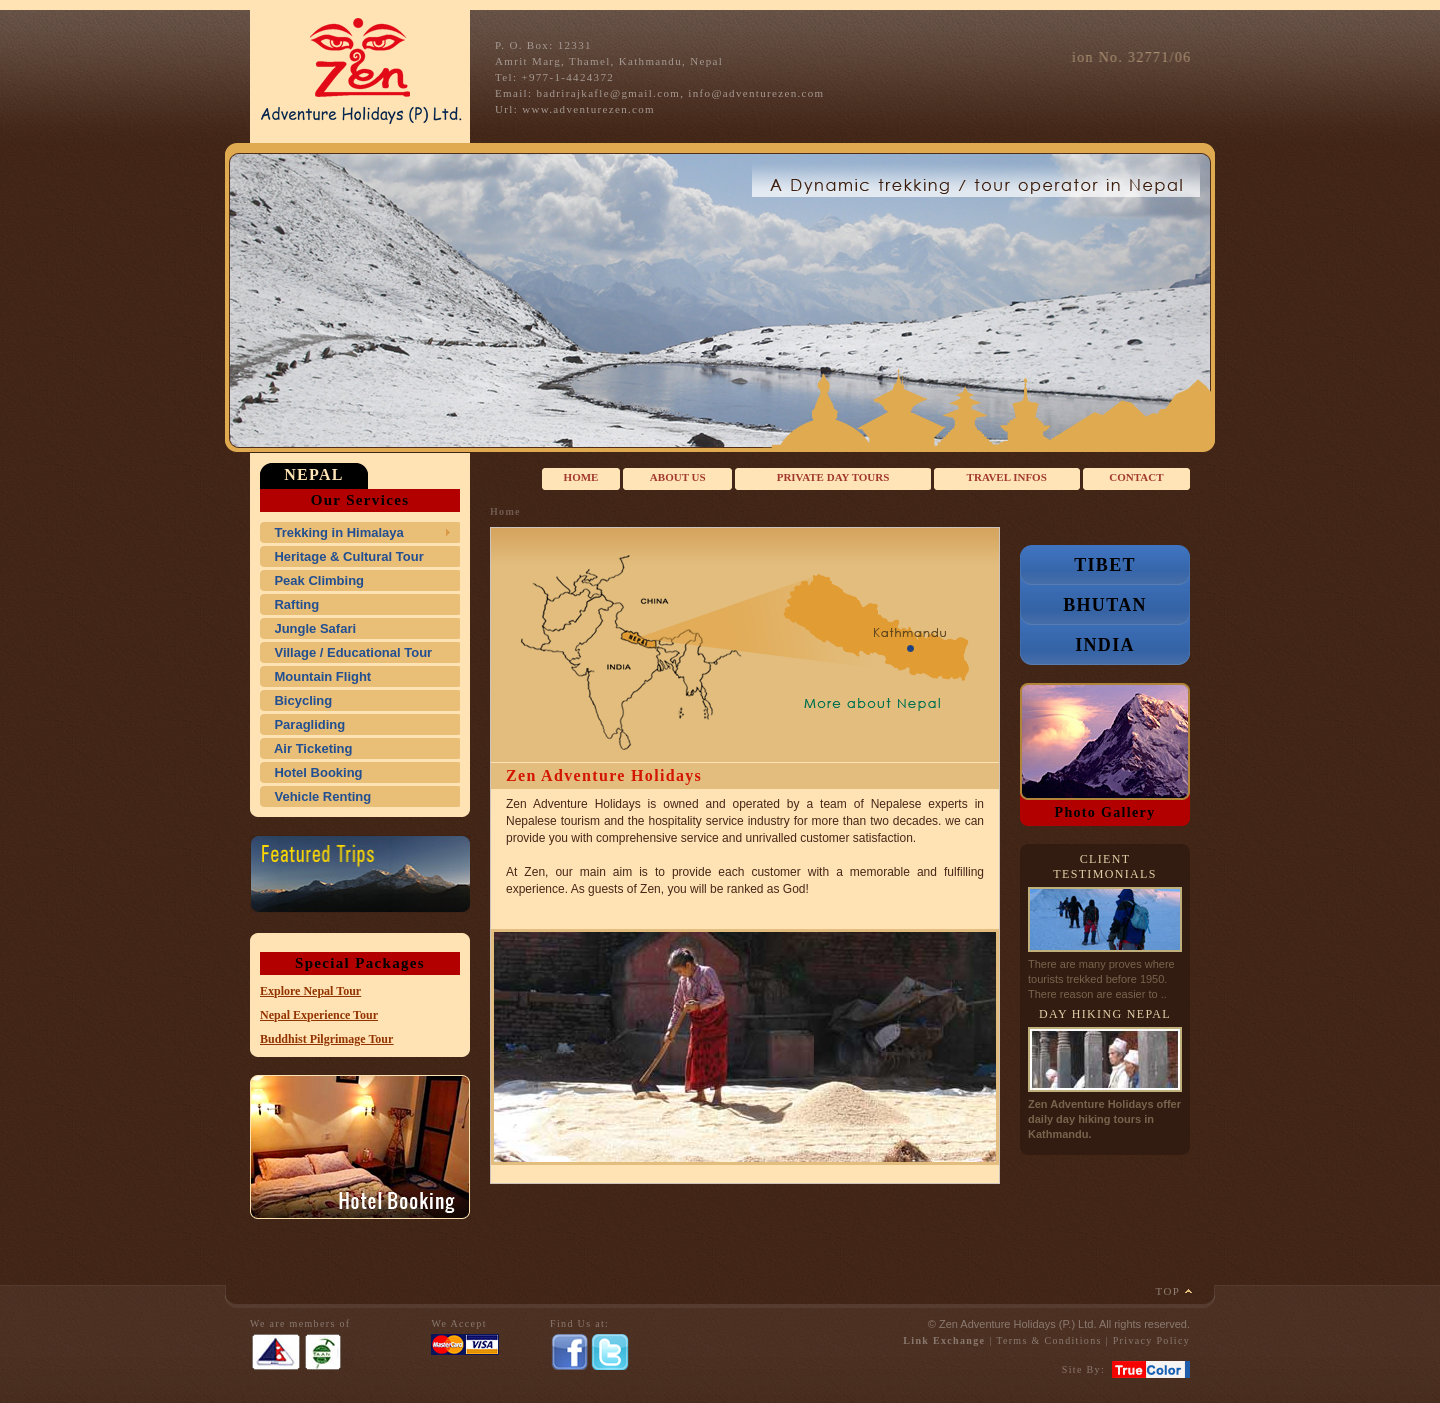 Zen
Adventure Holidays (P) Ltd.
P. O. Box: 12331
Amrit Marg, Thamel, Kathmandu, Nepal
Tel: +977-1-4424372
Email: badrirajkafle@gmail.com, info@adventurezen.com
Url: www.adventurezen.com
ion No. 32771/06
A Dynamic trekking / tour operator in Nepal
NEPAL
Our Services
Trekking in Himalaya
Heritage & Cultural Tour
Peak Climbing
Rafting
Jungle Safari
Village / Educational Tour
Mountain Flight
Bicycling
Paragliding
Air Ticketing
Hotel Booking
Vehicle Renting
Featured Trips
Special Packages
Explore Nepal Tour
Nepal Experience Tour
Buddhist Pilgrimage Tour
Hotel Booking
HOME
ABOUT US
PRIVATE DAY TOURS
TRAVEL INFOS
CONTACT
Home
CHINA
INDIA
Kathmandu
More about Nepal
Zen Adventure Holidays
Zen Adventure Holidays is owned and operated by a team of Nepalese experts in
Nepalese tourism and the hospitality service industry for more than two decades. we can
provide you with comprehensive service and unrivalled customer satisfaction.
At Zen, our main aim is to provide each customer with a memorable and fulfilling
experience. As guests of Zen, you will be ranked as God!
TIBET
BHUTAN
INDIA
Photo Gallery
CLIENT
TESTIMONIALS
There are many proves where
tourists trekked before 1950.
There reason are easier to ..
DAY HIKING NEPAL
Zen Adventure Holidays offer
daily day hiking tours in
Kathmandu.
TOP
We are members of
TAAN
We Accept
MasterCard VISA
Find Us at:
f
t
© Zen Adventure Holidays (P.) Ltd. All rights reserved.
Link Exchange | Terms & Conditions | Privacy Policy
Site By: True Color